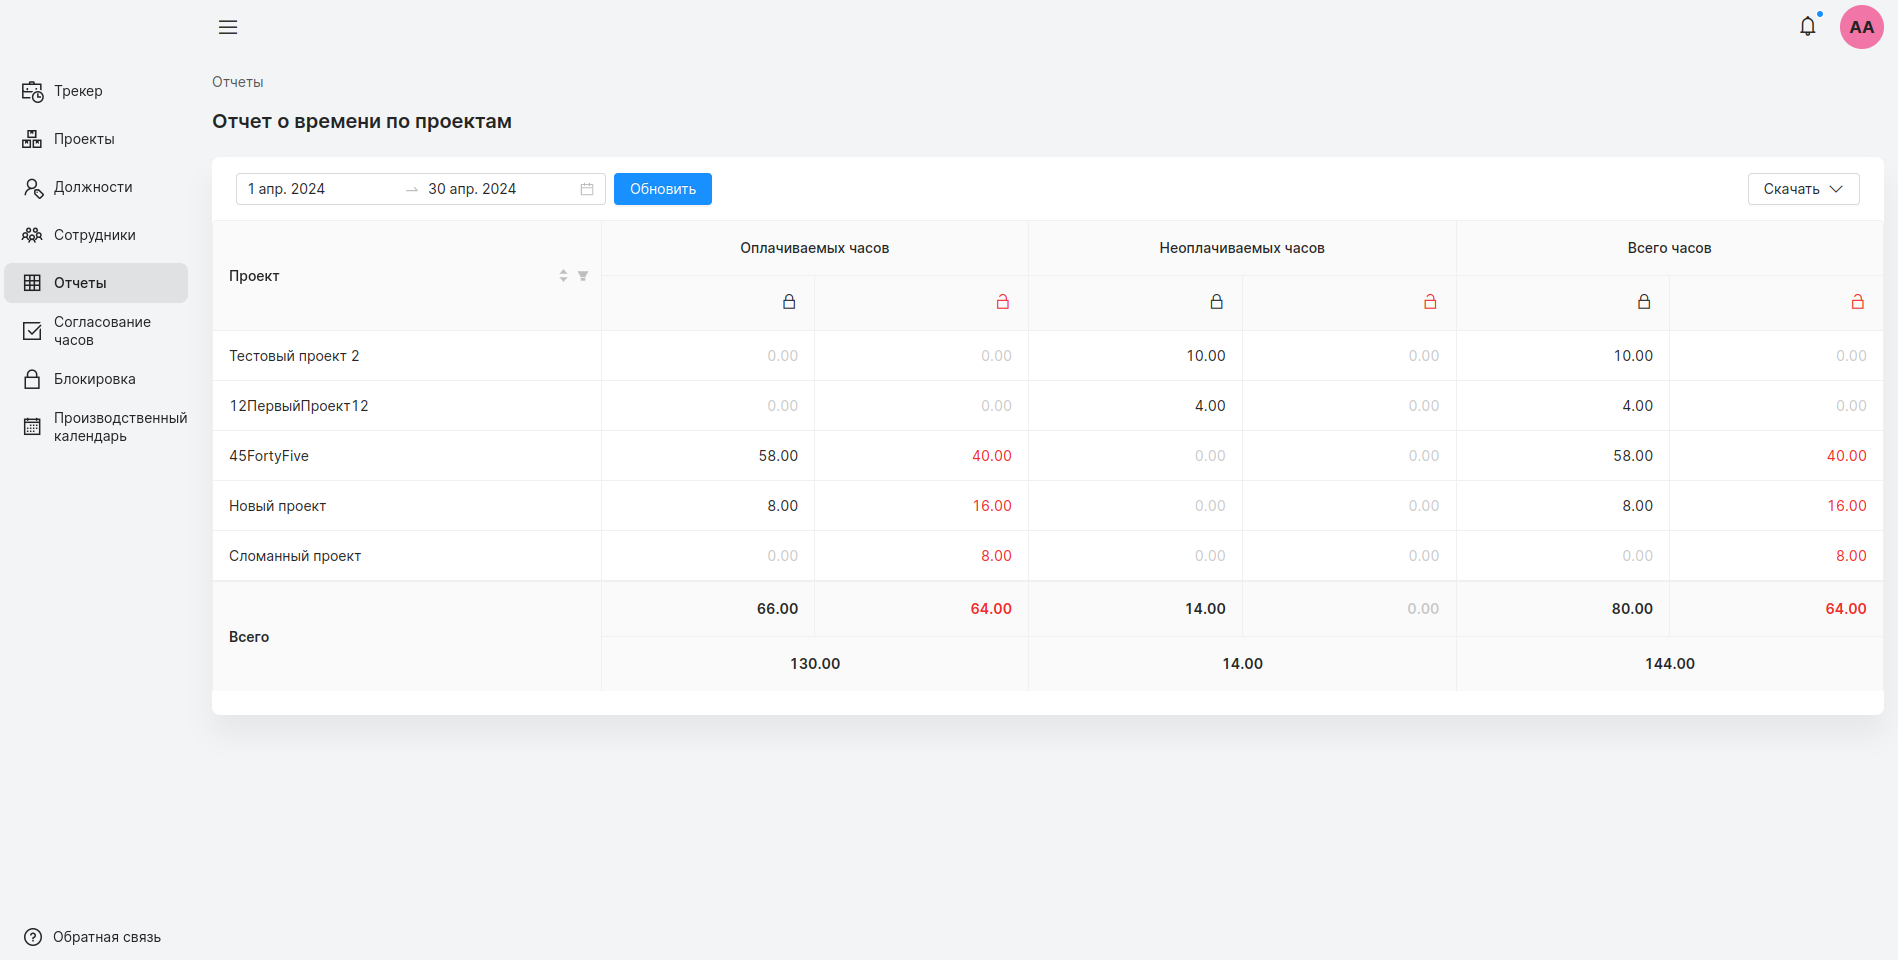 AA
Трекер
Проекты
Должности
Сотрудники
Отчеты
Согласование
часов
Блокировка
Производственный
календарь
Обратная связь
Отчеты
Отчет о времени по проектам
1 апр. 2024 → 30 апр. 2024 Обновить Скачать
Проект Оплачиваемых часов Неоплачиваемых часов Всего часов
Тестовый проект 2 0.00 0.00 10.00 0.00 10.00 0.00
12ПервыйПроект12 0.00 0.00 4.00 0.00 4.00 0.00
45FortyFive 58.00 40.00 0.00 0.00 58.00 40.00
Новый проект 8.00 16.00 0.00 0.00 8.00 16.00
Сломанный проект 0.00 8.00 0.00 0.00 0.00 8.00
Всего 66.00 64.00 14.00 0.00 80.00 64.00
130.00 14.00 144.00